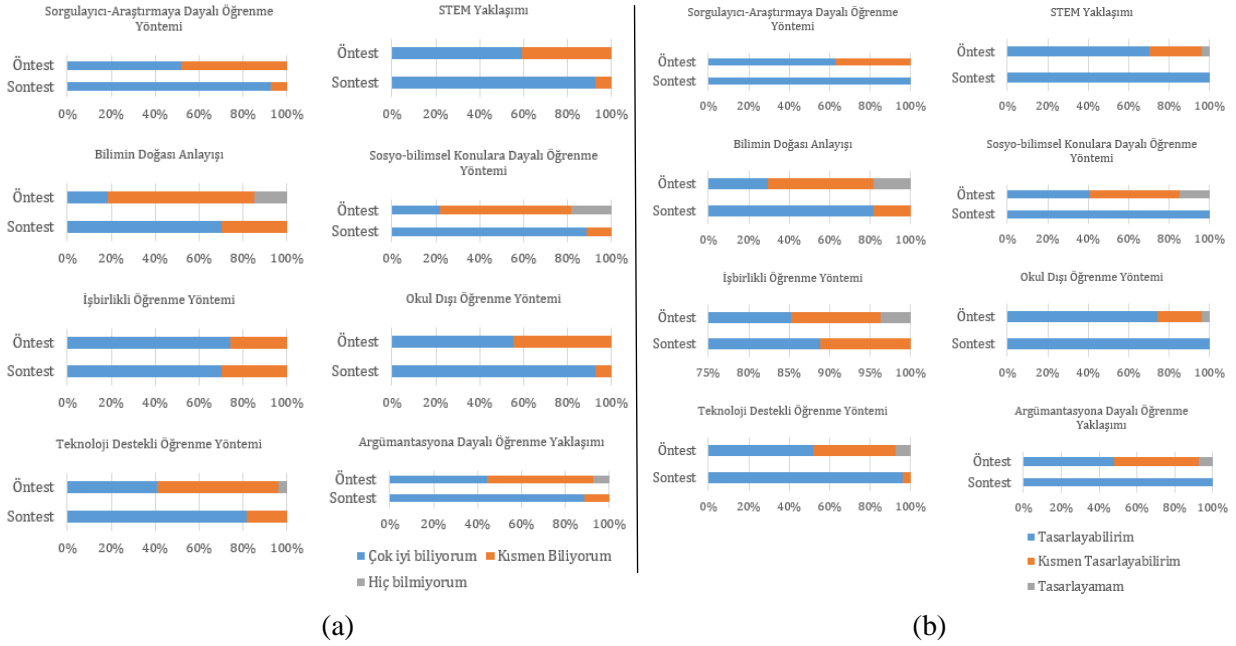 Sorgulayıcı-Araştırmaya Dayalı Öğrenme
Yöntemi
Öntest
Sontest
0% 20% 40% 60% 80% 100%
STEM Yaklaşımı
Öntest
Sontest
0% 20% 40% 60% 80% 100%
Bilimin Doğası Anlayışı
Öntest
Sontest
0% 20% 40% 60% 80% 100%
Sosyo-bilimsel Konulara Dayalı Öğrenme
Yöntemi
Öntest
Sontest
0% 20% 40% 60% 80% 100%
İşbirlikli Öğrenme Yöntemi
Öntest
Sontest
0% 20% 40% 60% 80% 100%
Okul Dışı Öğrenme Yöntemi
Öntest
Sontest
0% 20% 40% 60% 80% 100%
Teknoloji Destekli Öğrenme Yöntemi
Öntest
Sontest
0% 20% 40% 60% 80% 100%
Argümantasyona Dayalı Öğrenme Yaklaşımı
Öntest
Sontest
0% 20% 40% 60% 80% 100%
Çok iyi biliyorum Kısmen Biliyorum
Hiç bilmiyorum
(a)
Sorgulayıcı-Araştırmaya Dayalı Öğrenme
Yöntemi
Öntest
Sontest
0% 20% 40% 60% 80% 100%
STEM Yaklaşımı
Öntest
Sontest
0% 20% 40% 60% 80% 100%
Bilimin Doğası Anlayışı
Öntest
Sontest
0% 20% 40% 60% 80% 100%
Sosyo-bilimsel Konulara Dayalı Öğrenme
Yöntemi
Öntest
Sontest
0% 20% 40% 60% 80% 100%
İşbirlikli Öğrenme Yöntemi
Öntest
Sontest
75% 80% 85% 90% 95% 100%
Okul Dışı Öğrenme Yöntemi
Öntest
Sontest
0% 20% 40% 60% 80% 100%
Teknoloji Destekli Öğrenme Yöntemi
Öntest
Sontest
0% 20% 40% 60% 80% 100%
Argümantasyona Dayalı Öğrenme
Yaklaşımı
Öntest
Sontest
0% 20% 40% 60% 80% 100%
Tasarlayabilirim
Kısmen Tasarlayabilirim
Tasarlayamam
(b)